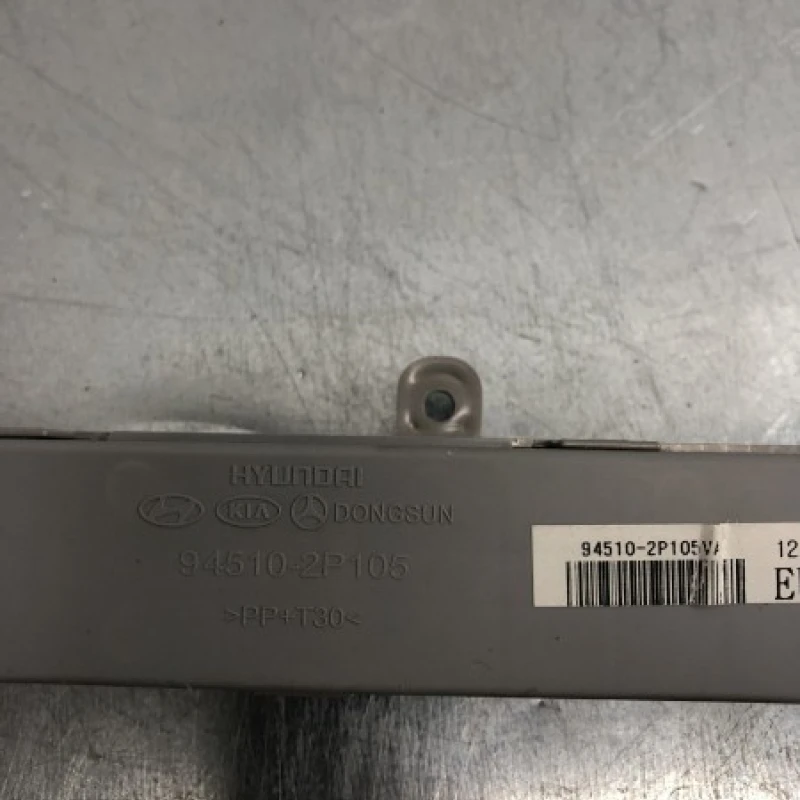 HYUNDAI
KIA DONGSUN
94510-2P105
>PP+T30<
94510-2P105VA 12